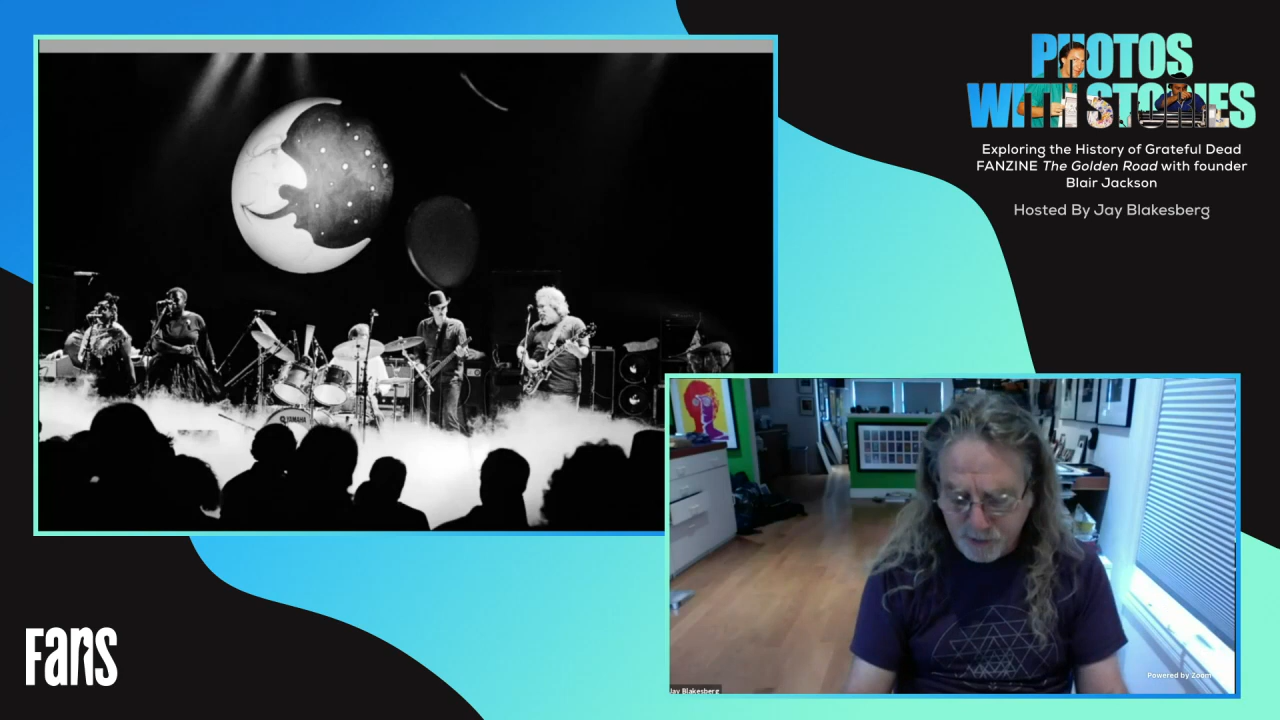 PHOTOS
WITH STORIES
Exploring the History of Grateful Dead
FANZINE The Golden Road with founder
Blair Jackson
Hosted By Jay Blakesberg
YAMAHA
Powered by Zoom
Jay Blakesberg
Fans